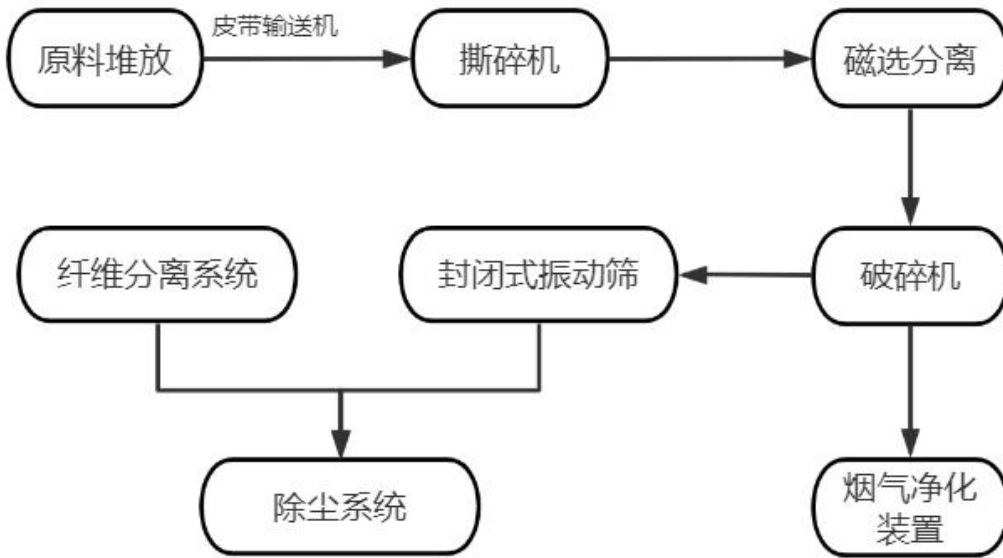 原料堆放
皮带输送机
撕碎机
磁选分离
纤维分离系统
封闭式振动筛
破碎机
除尘系统
烟气净化
装置